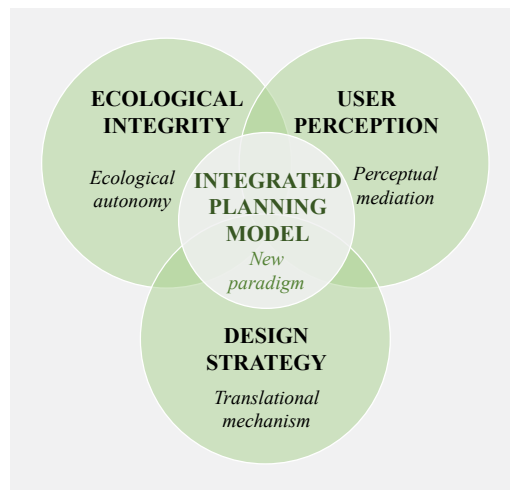 ECOLOGICAL
INTEGRITY
Ecological
autonomy
USER
PERCEPTION
Perceptual
mediation
INTEGRATED
PLANNING
MODEL
New
paradigm
DESIGN
STRATEGY
Translational
mechanism